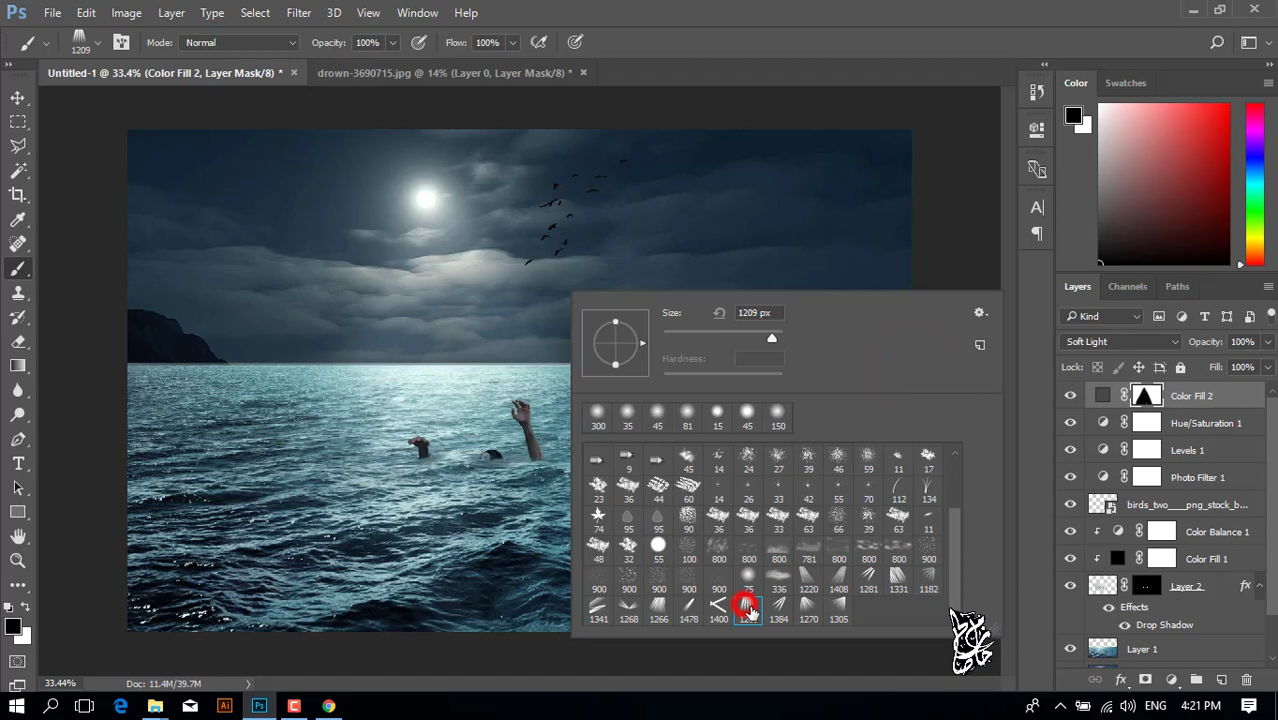 Ps File Edit Image Layer Type Select Filter 3D View Window Help
1209 Mode: Normal Opacity: 100% Flow: 100%
Untitled-1 @ 33.4% (Color Fill 2, Layer Mask/8) * × drown-3690715.jpg @ 14% (Layer 0, Layer Mask/8) * ×
Color Swatches
Size: 1209 px
Hardness:
300 35 45 81 15 45 150
9 45 14 24 27 39 46 59 11 17
23 36 44 60 14 26 33 42 55 70 112 134
74 95 95 90 36 36 33 63 66 39 63 11
48 32 55 100 800 800 800 781 800 800 800 900
900 900 900 900 900 75 336 1220 1408 1281 1331 1182
1341 1268 1266 1478 1400 1384 1270 1305
Layers Channels Paths
Kind
Soft Light Opacity: 100%
Lock: Fill: 100%
Color Fill 2
Hue/Saturation 1
Levels 1
Photo Filter 1
birds_two___png_stock_b...
Color Balance 1
Color Fill 1
Layer 2 fx
Effects
Drop Shadow
Layer 1
fx
33.44% Doc: 11.4M/39.7M
Ai Ps ENG 4:21 PM